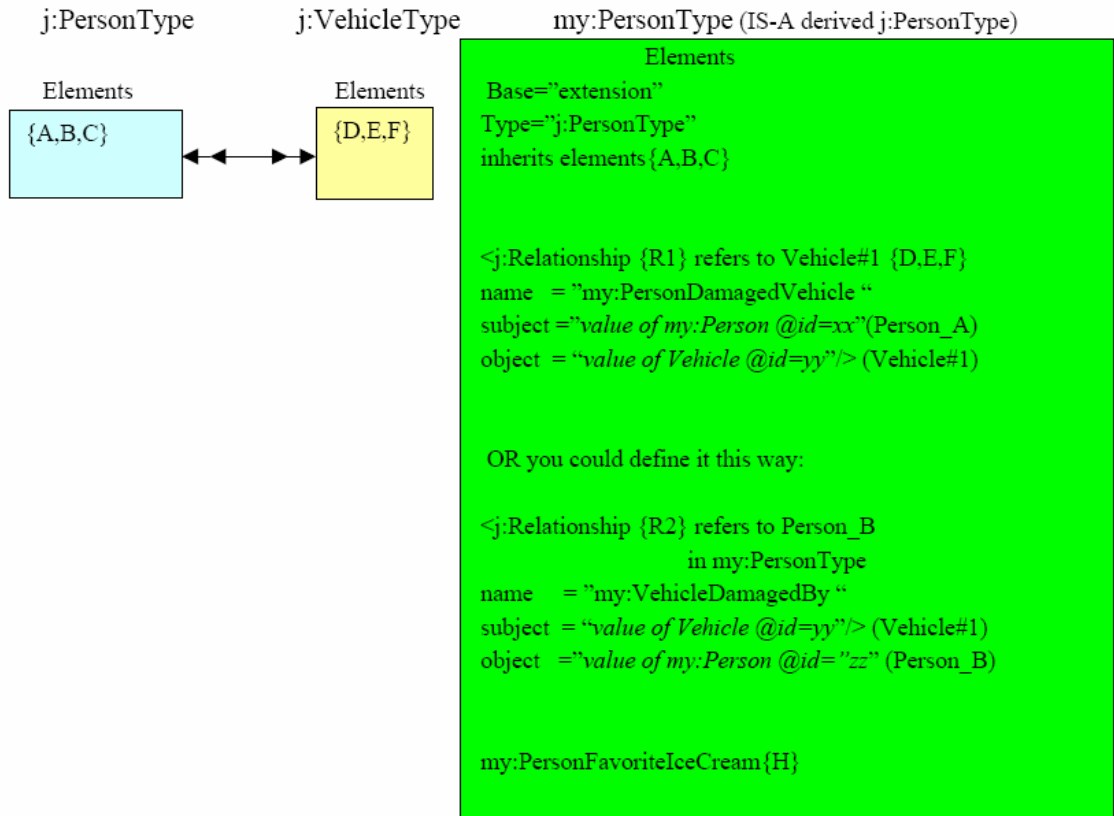 j:PersonType
j:VehicleType
my:PersonType (IS-A derived j:PersonType)
Elements
{A,B,C}
Elements
{D,E,F}
Elements
Base=”extension”
Type=”j:PersonType”
inherits elements{A,B,C}
<j:Relationship {R1} refers to Vehicle#1 {D,E,F}
name = ”my:PersonDamagedVehicle “
subject =”value of my:Person @id=xx”(Person_A)
object = “value of Vehicle @id=yy”/> (Vehicle#1)
OR you could define it this way:
<j:Relationship {R2} refers to Person_B
in my:PersonType
name = ”my:VehicleDamagedBy “
subject = “value of Vehicle @id=yy”/> (Vehicle#1)
object =”value of my:Person @id=”zz” (Person_B)
my:PersonFavoriteIceCream{H}